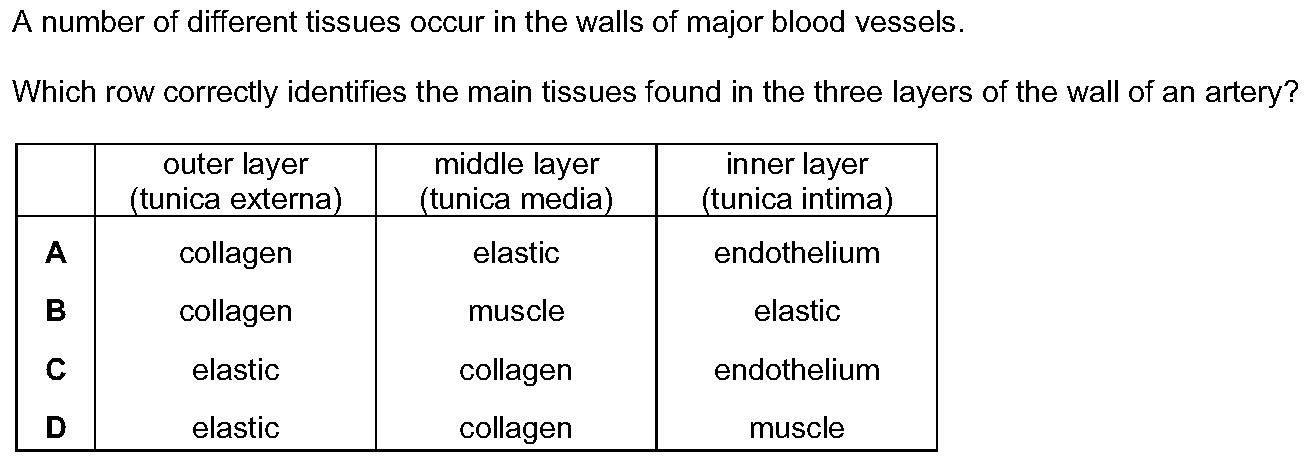 A number of different tissues occur in the walls of major blood vessels.
Which row correctly identifies the main tissues found in the three layers of the wall of an artery?
outer layer (tunica externa) middle layer (tunica media) inner layer (tunica intima)
A collagen elastic endothelium
B collagen muscle elastic
C elastic collagen endothelium
D elastic collagen muscle